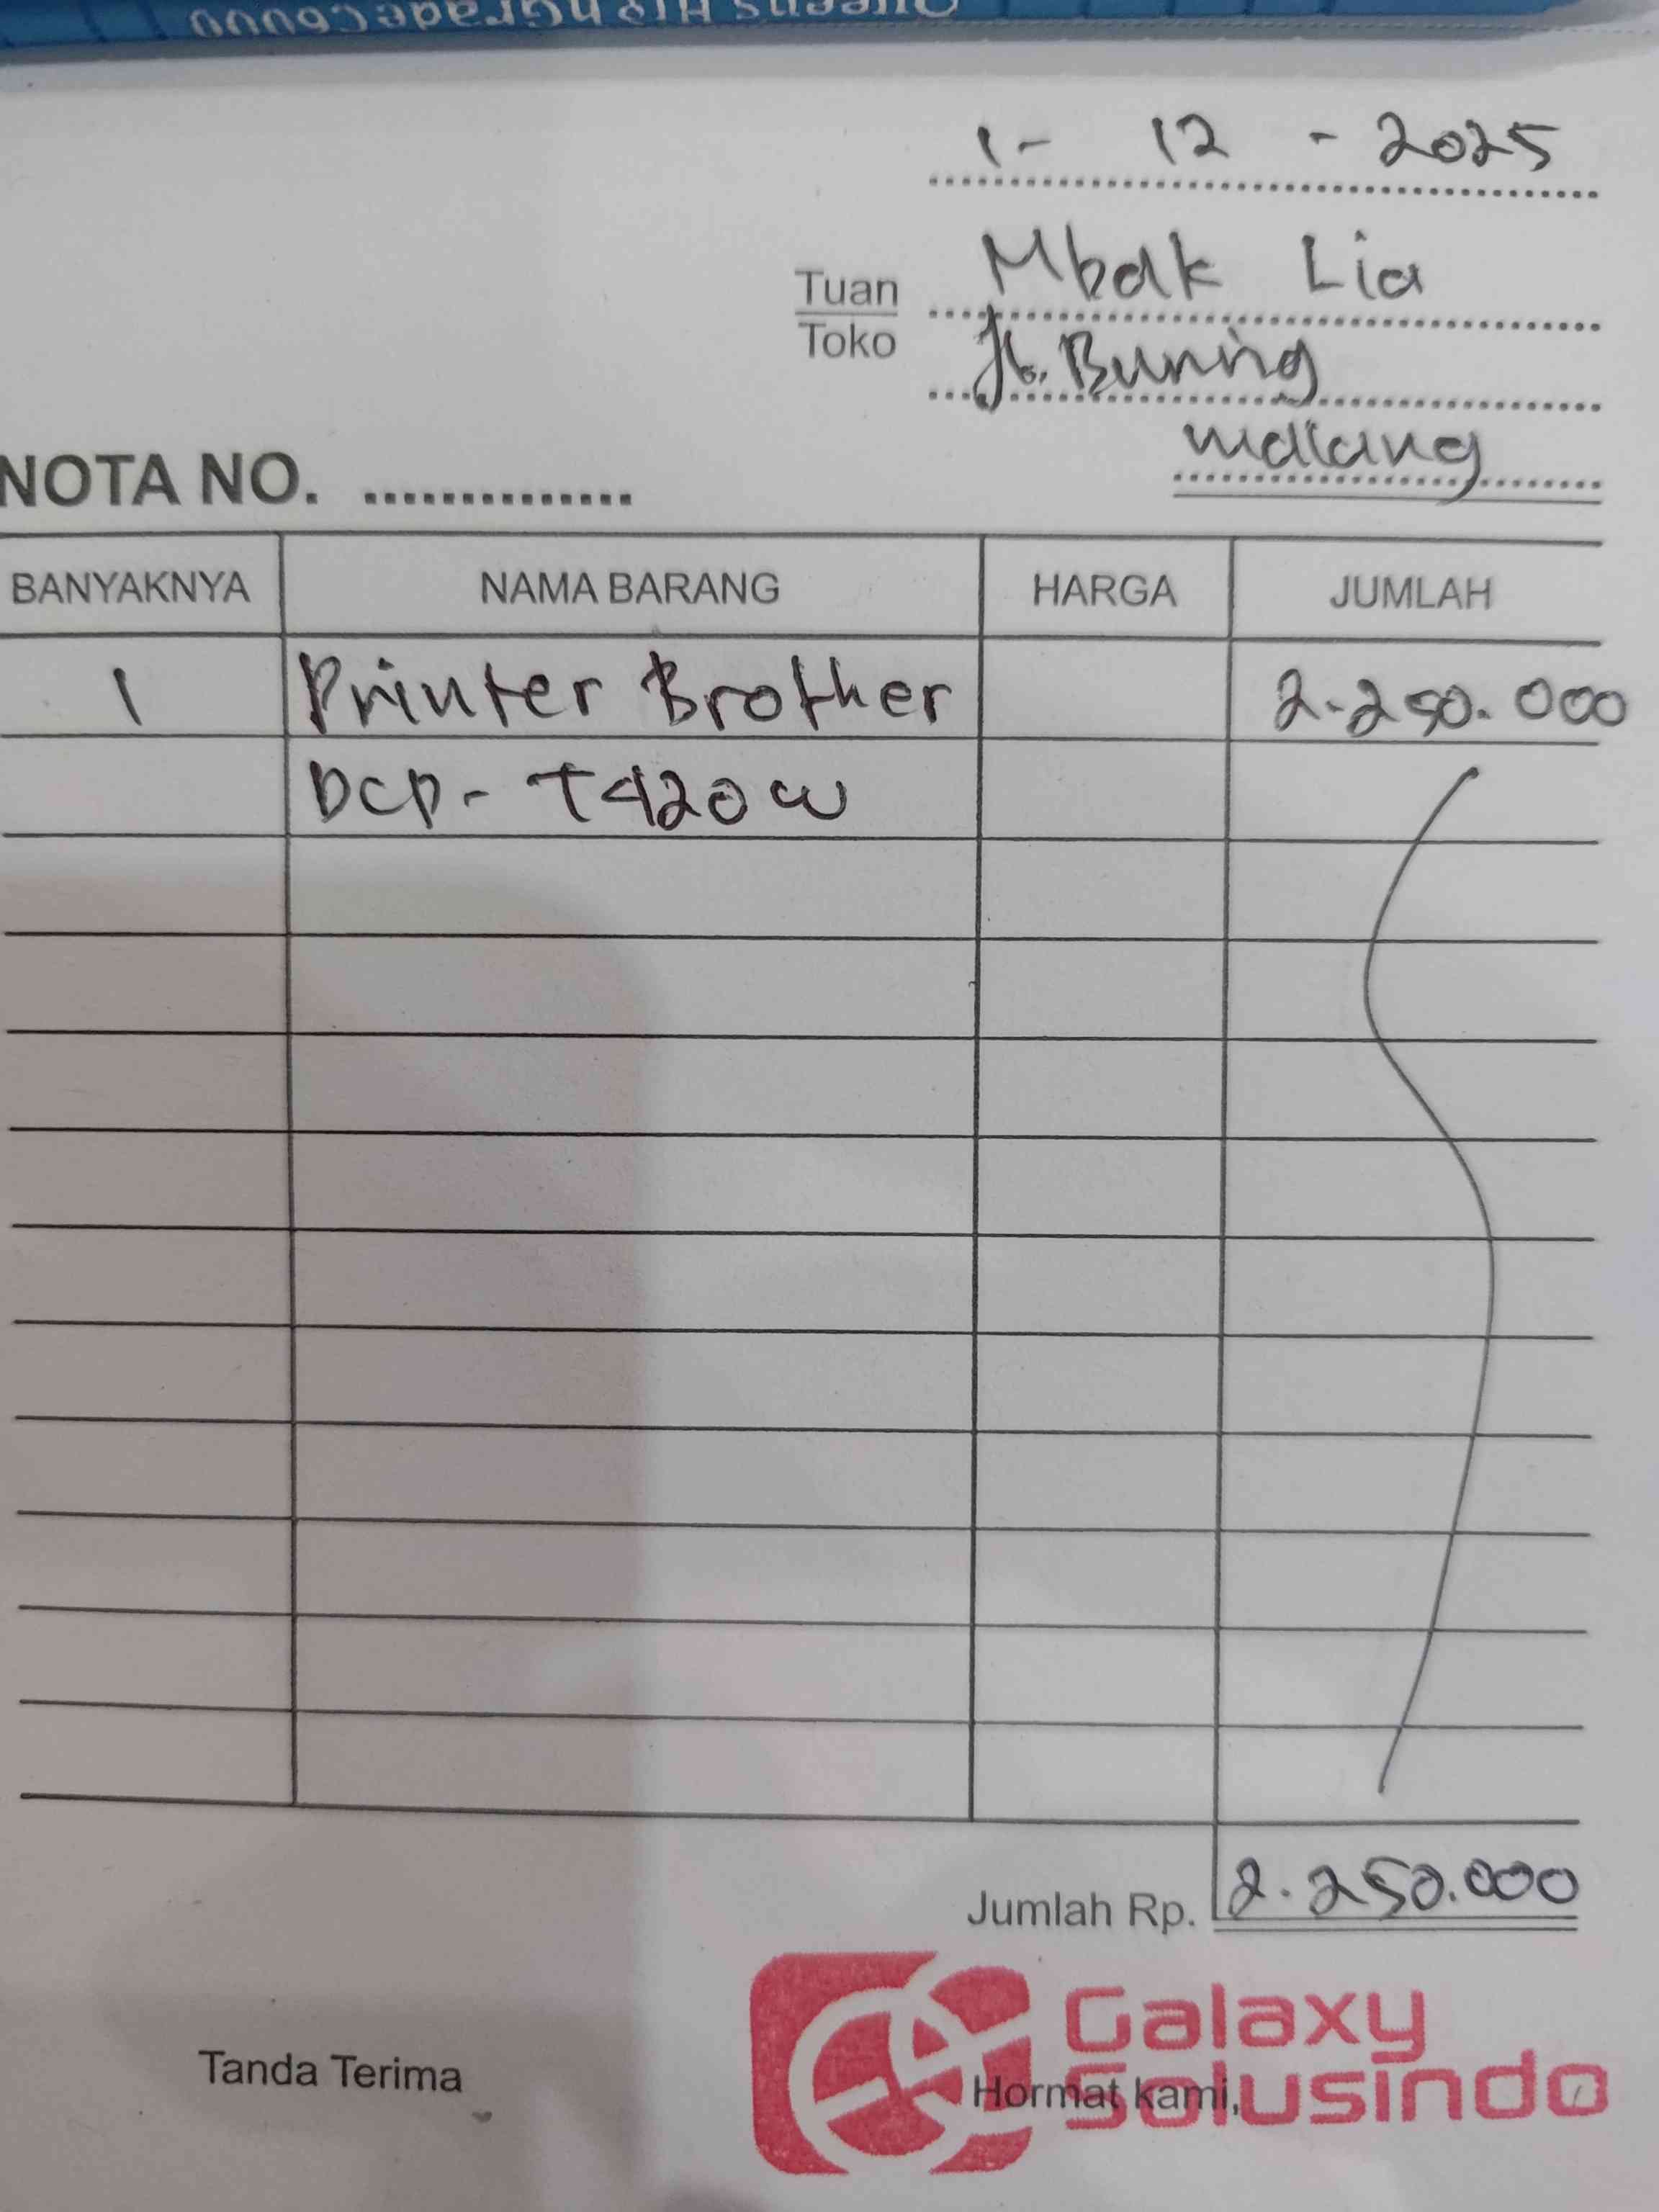 1- 12 - 2025
Tuan Mbak Lia
Toko Jl. Buring
malang
NOTA NO. ..............
BANYAKNYA NAMA BARANG HARGA JUMLAH
1 Printer Brother 2.250.000
DCP- T420W
Jumlah Rp. 2.250.000
Galaxy
Solusindo
Tanda Terima Hormat kami,